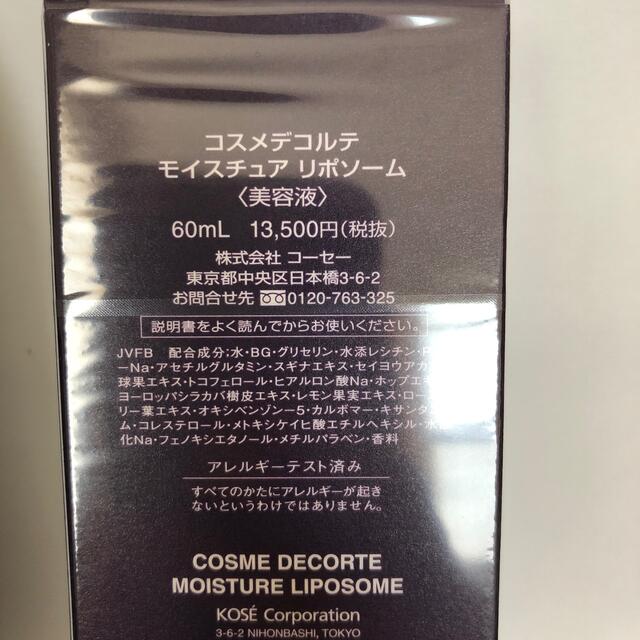 コスメデコルテ
モイスチュア リポソーム
〈美容液〉
60mL 13,500円(税抜)
株式会社 コーセー
東京都中央区日本橋3-6-2
お問合せ先 0120-763-325
説明書をよく読んでからお使いください。
JVFB 配合成分:水・BG・グリセリン・水添レシチン・P
ーNa・アセチルグルタミン・スギナエキス・セイヨウアカ
球果エキス・トコフェロール・ヒアルロン酸Na・ホップエキ
ヨーロッパシラカバ樹皮エキス・レモン果実エキス・ロー
リー葉エキス・オキシベンゾン-5・カルボマー・キサンタ
ム・コレステロール・メトキシケイヒ酸エチルヘキシル・水
化Na・フェノキシエタノール・メチルパラベン・香料
アレルギーテスト済み
すべてのかたにアレルギーが起き
ないというわけではありません。
COSME DECORTE
MOISTURE LIPOSOME
KOSÉ Corporation
3-6-2 NIHONBASHI, TOKYO